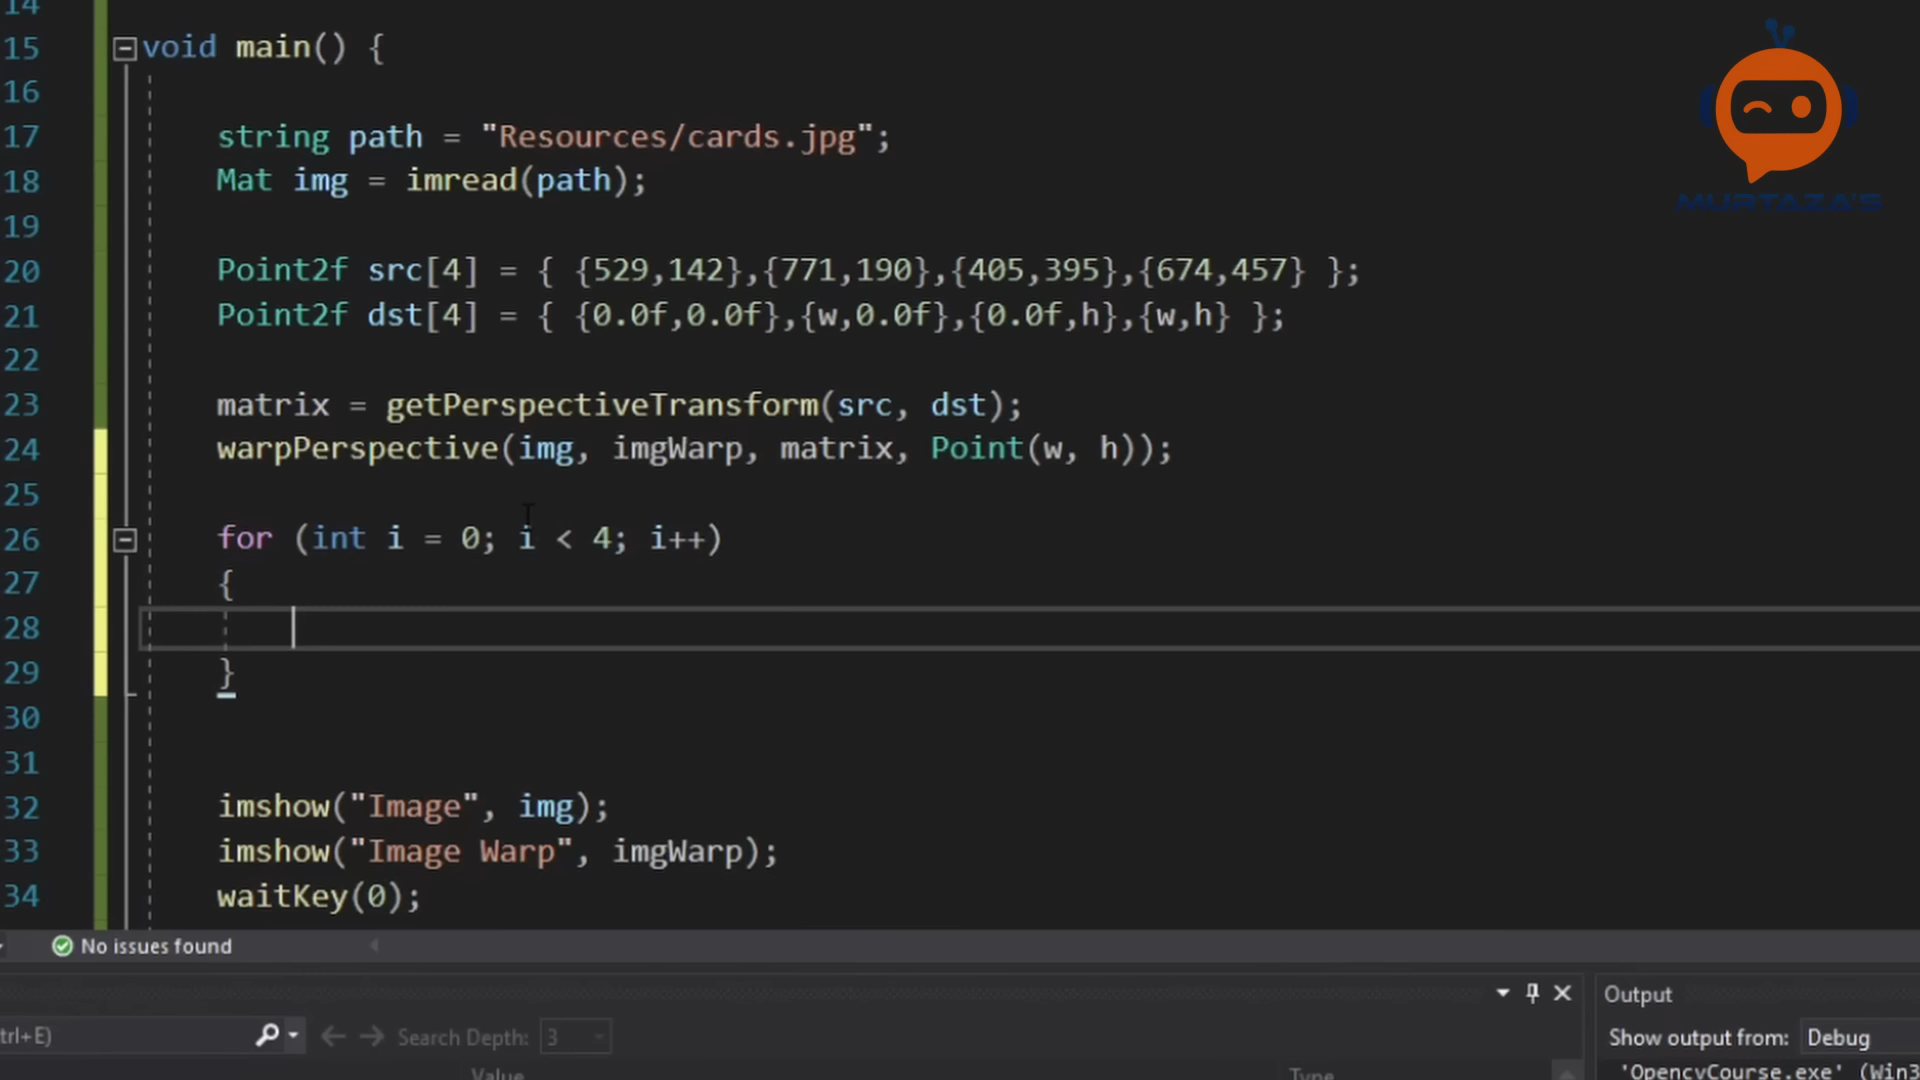 14
15 void main() {
16
17 string path = "Resources/cards.jpg";
18 Mat img = imread(path);
19
20 Point2f src[4] = { {529,142},{771,190},{405,395},{674,457} };
21 Point2f dst[4] = { {0.0f,0.0f},{w,0.0f},{0.0f,h},{w,h} };
22
23 matrix = getPerspectiveTransform(src, dst);
24 warpPerspective(img, imgWarp, matrix, Point(w, h));
25
26 for (int i = 0; i < 4; i++)
27 {
28
29 }
30
31
32 imshow("Image", img);
33 imshow("Image Warp", imgWarp);
34 waitKey(0);
MURTAZA'S
No issues found
trl+E)
Search Depth: 3
Value Type
Output
Show output from: Debug
'OpencvCourse.exe' (Win3